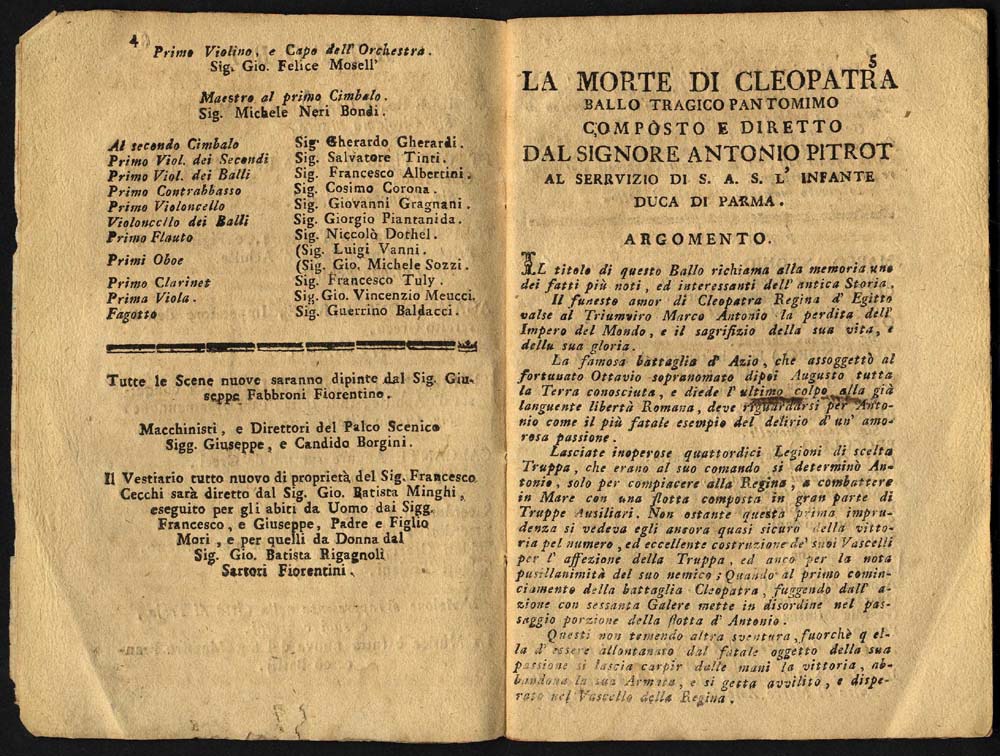 4
Primo Violino, e Capo dell' Orchestra.
Sig. Gio. Felice Mosell'
Maestro al primo Cimbalo.
Sig. Michele Neri Bondi.
Al secondo Cimbalo Sig. Gherardo Gherardi.
Primo Viol. dei Secondi Sig. Salvatore Tinti.
Primo Viol. dei Balli Sig. Francesco Albertini.
Primo Contrabbasso Sig. Cosimo Corona.
Primo Violoncello Sig. Giovanni Gragnani.
Violoncello dei Balli Sig. Giorgio Piantanida.
Primo Flauto Sig. Niccolò Dothel.
Primi Oboe (Sig. Luigi Vanni.
(Sig. Gio. Michele Sozzi.
Primo Clarinet Sig. Francesco Tuly.
Prima Viola. Sig. Gio. Vincenzio Meucci.
Fagotto Sig. Guerrino Baldacci.
Tutte le Scene nuove saranno dipinte dal Sig. Giu-
seppe Fabbroni Fiorentino.
Macchinisti, e Direttori del Palco Scenico
Sigg. Giuseppe, e Candido Borgini.
Il Vestiario tutto nuovo di proprietà del Sig. Francesco
Cecchi sarà diretto dal Sig. Gio. Batista Minghi,
eseguito per gli abiti da Uomo dai Sigg.
Francesco, e Giuseppe, Padre e Figlio
Mori, e per quelli da Donna dal
Sig. Gio. Batista Rigagnoli
Sartori Fiorentini.
5
LA MORTE DI CLEOPATRA
BALLO TRAGICO PANTOMIMO
COMPOSTO E DIRETTO
DAL SIGNORE ANTONIO PITROT
AL SERRVIZIO DI S. A. S. L' INFANTE
DUCA DI PARMA.
ARGOMENTO.
IL titolo di questo Ballo richiama alla memoria uno
dei fatti più noti, ed interessanti dell' antica Storia.
Il funesto amor di Cleopatra Regina d' Egitto
valse al Triumviro Marco Antonio la perdita dell'
Impero del Mondo, e il sagrifizio della sua vita, e
della sua gloria.
La famosa battaglia d' Azio, che assoggettò al
fortunato Ottavio sopranomato dipoi Augusto tutta
la Terra conosciuta, e diede l' ultimo colpo alla già
languente libertà Romana, deve riguardarsi per Anto-
nio come il più fatale esempio del delirio d' un' amo-
rosa passione.
Lasciate inoperose quattordici Legioni di scelta
Truppa, che erano al suo comando si determinò An-
tonio, solo per compiacere alla Regina, a combattere
in Mare con una flotta composta in gran parte di
Truppe Ausiliari. Non ostante questa prima impru-
denza si vedeva egli ancora quasi sicuro della vitto-
ria pel numero, ed eccellente costruzione de' suoi Vascelli
per l' affezione della Truppa, ed anco per la nota
pusillanimità del suo nemico; Quando al primo comin-
ciamento della battaglia Cleopatra, fuggendo dall' a-
zione con sessanta Galere mette in disordine nel pas-
saggio porzione della flotta d' Antonio.
Questi non temendo altra sventura, fuorchè q el-
la d' essere allontanato dal fatale oggetto della sua
passione si lascia carpir dalle mani la vittoria, ab-
bandona la sua Armata, e si getta avvilito, e dispe-
rato nel Vascello della Regina.